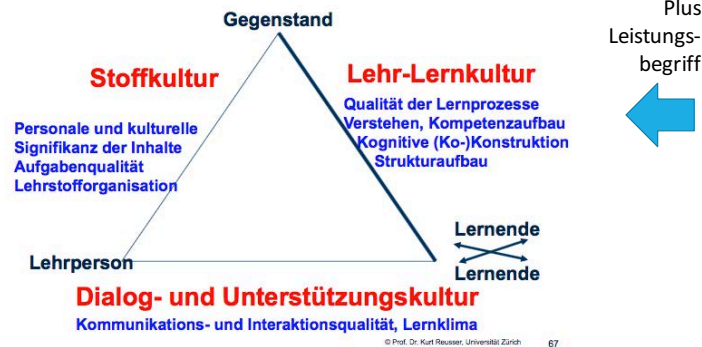 Gegenstand
Plus
Leistungs-
begriff
Stoffkultur
Lehr-Lernkultur
Personale und kulturelle
Signifikanz der Inhalte
Aufgabenqualität
Lehrstofforganisation
Qualität der Lernprozesse
Verstehen, Kompetenzaufbau
Kognitive (Ko-)Konstruktion
Strukturaufbau
Lehrperson
Lernende
Lernende
Dialog- und Unterstützungskultur
Kommunikations- und Interaktionsqualität, Lernklima
© Prof. Dr. Kurt Reusser, Universität Zürich 67